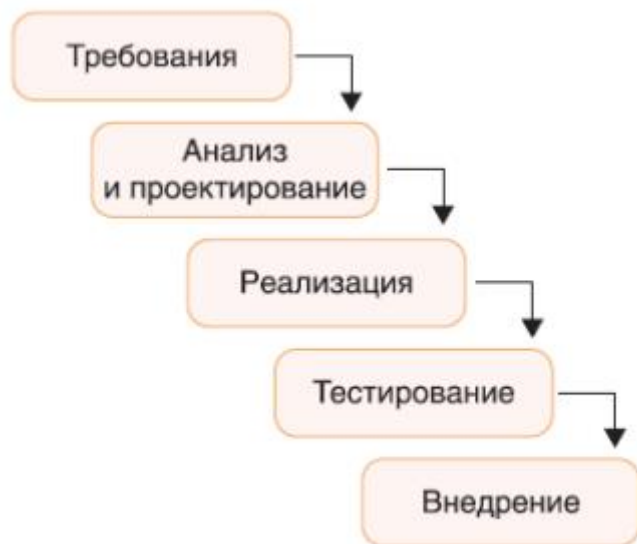 Требования
Анализ
и проектирование
Реализация
Тестирование
Внедрение